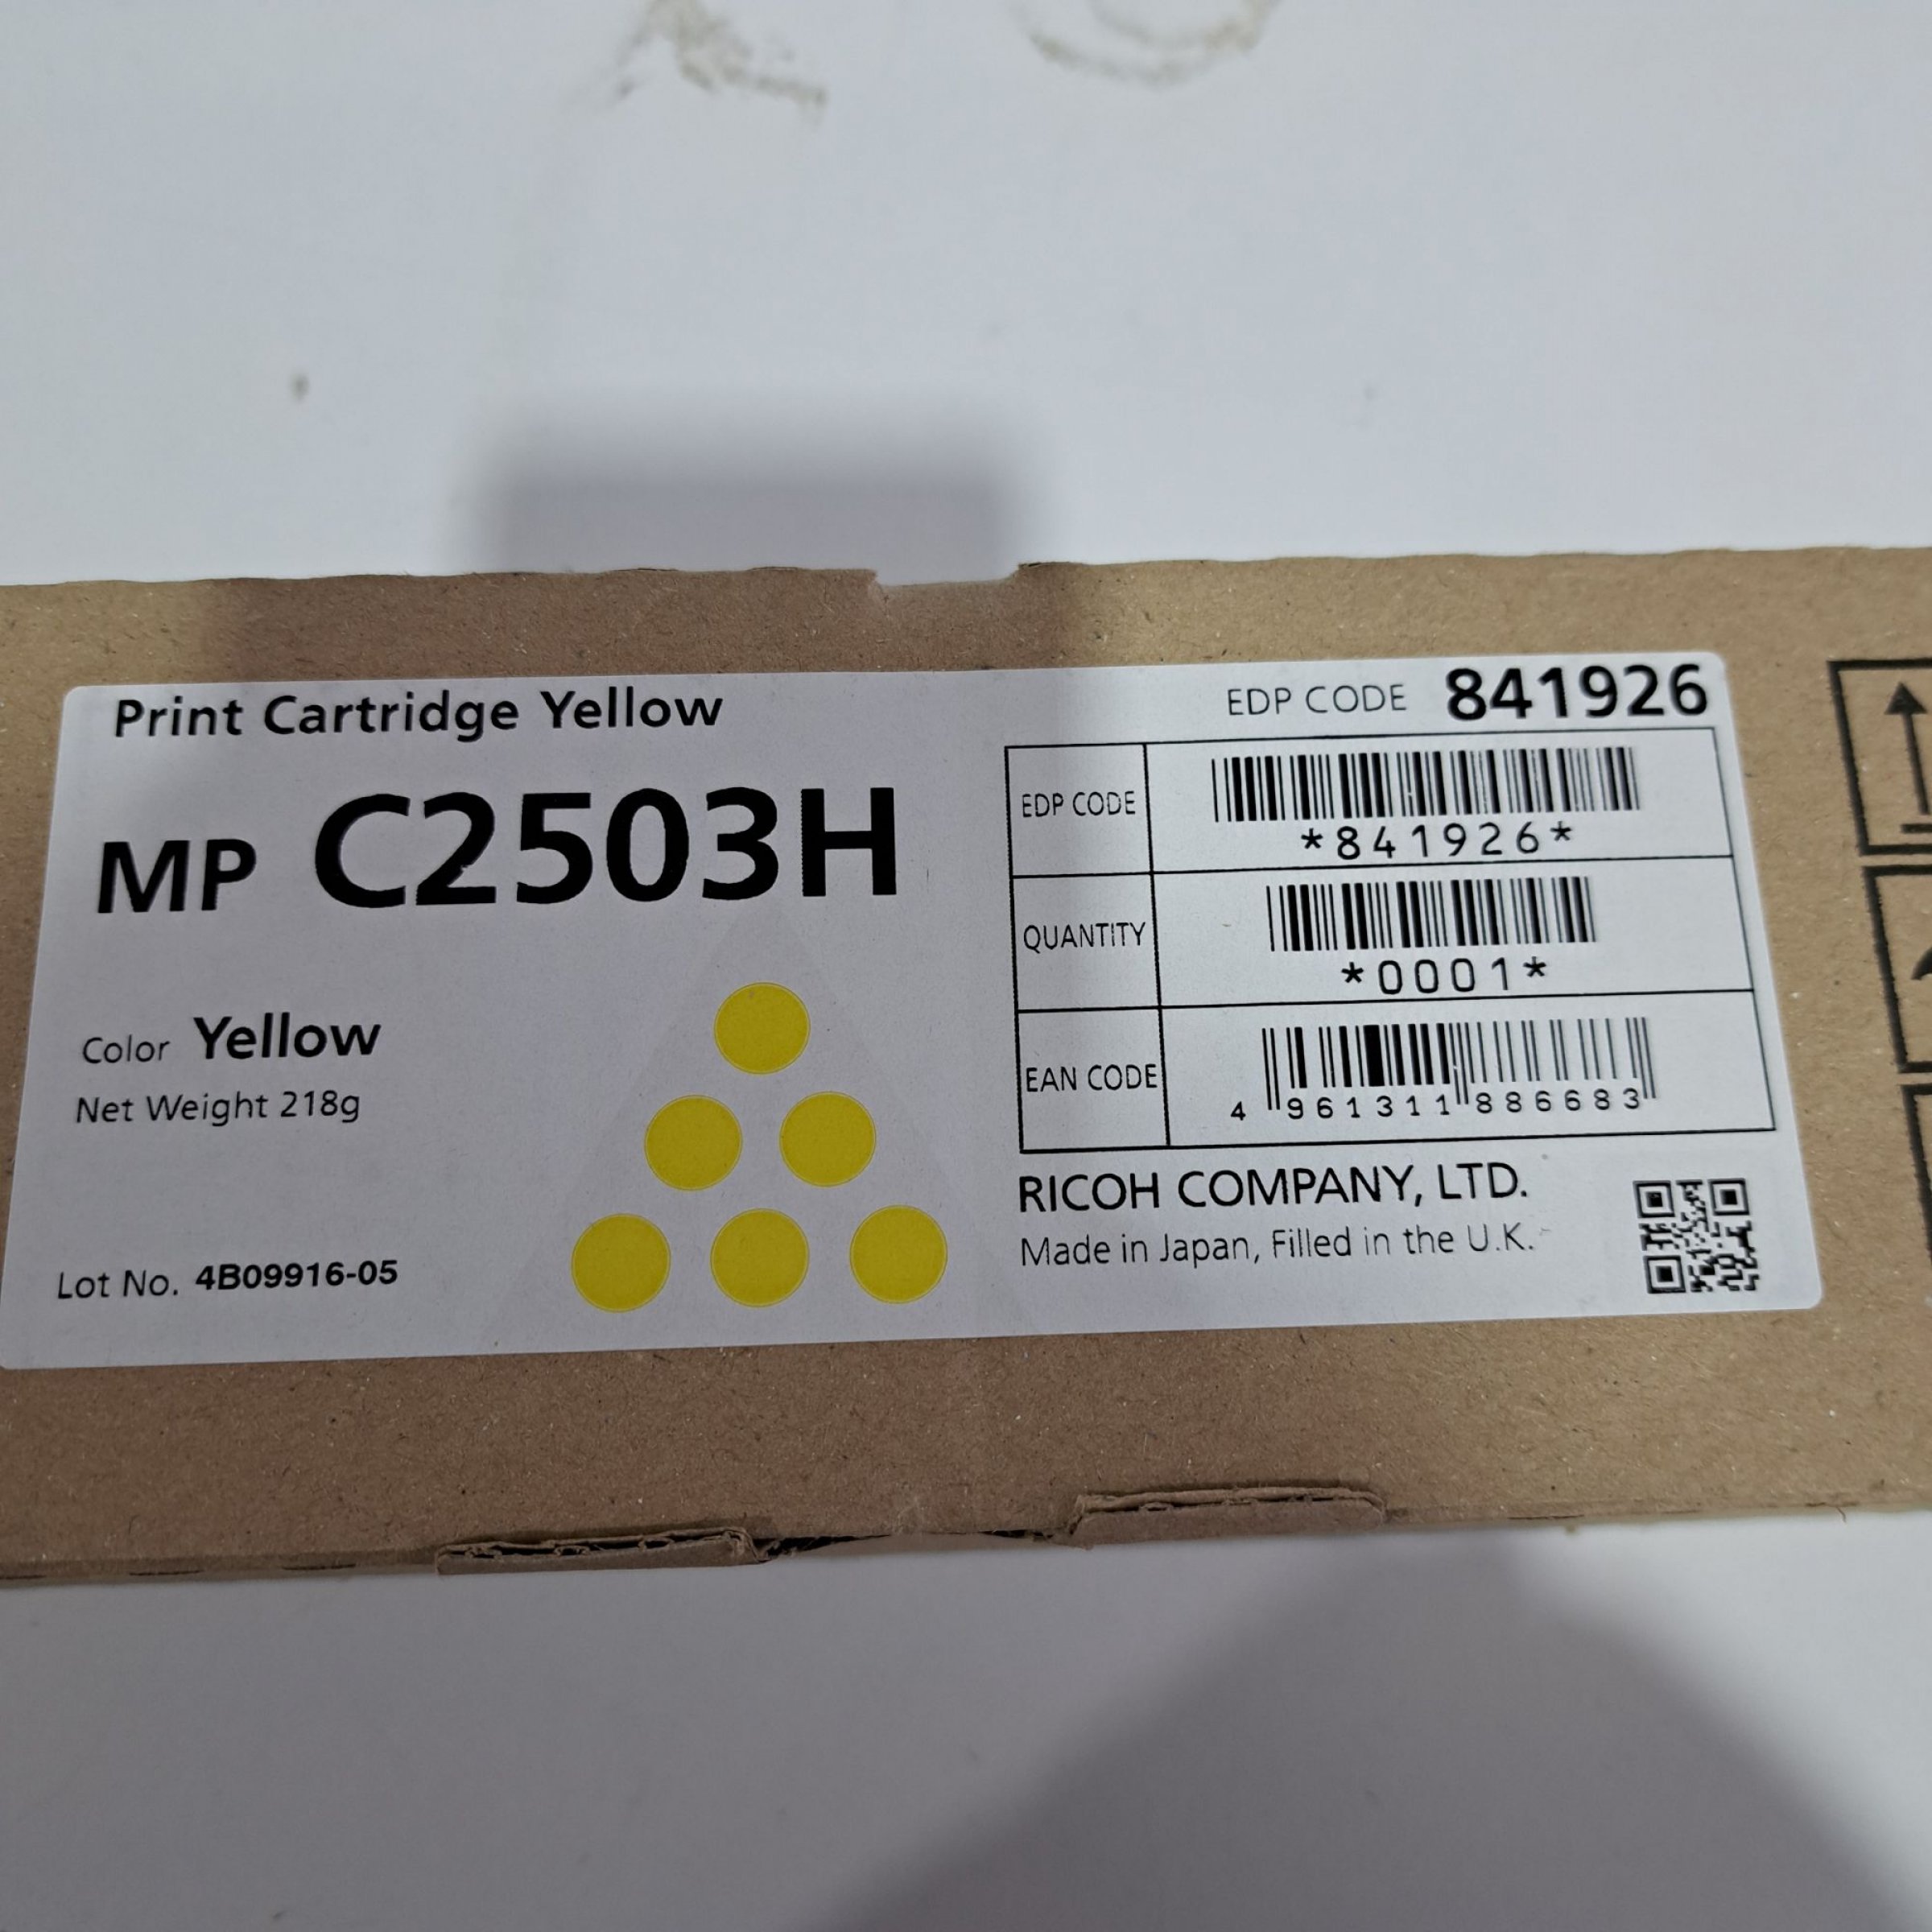 Print Cartridge Yellow
MP C2503H
Color Yellow
Net Weight 218g
Lot No. 4B09916-05
EDP CODE 841926
EDP CODE
*841926*
QUANTITY
*0001*
EAN CODE
4 961311 886683
RICOH COMPANY, LTD.
Made in Japan, Filled in the U.K.